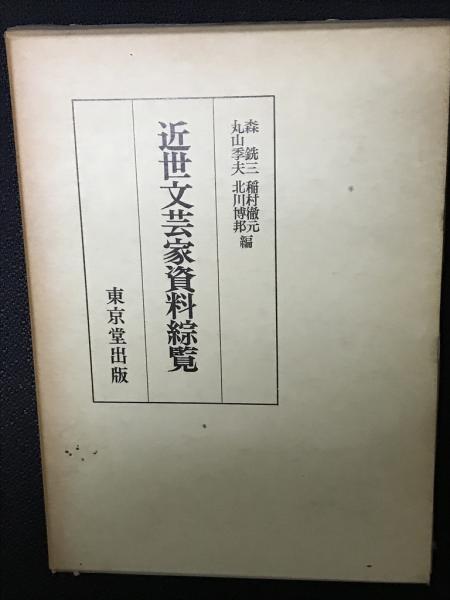 森銑三 稲村徹元
丸山季夫 北川博邦 編
近世文芸家資料綜覧
東京堂出版